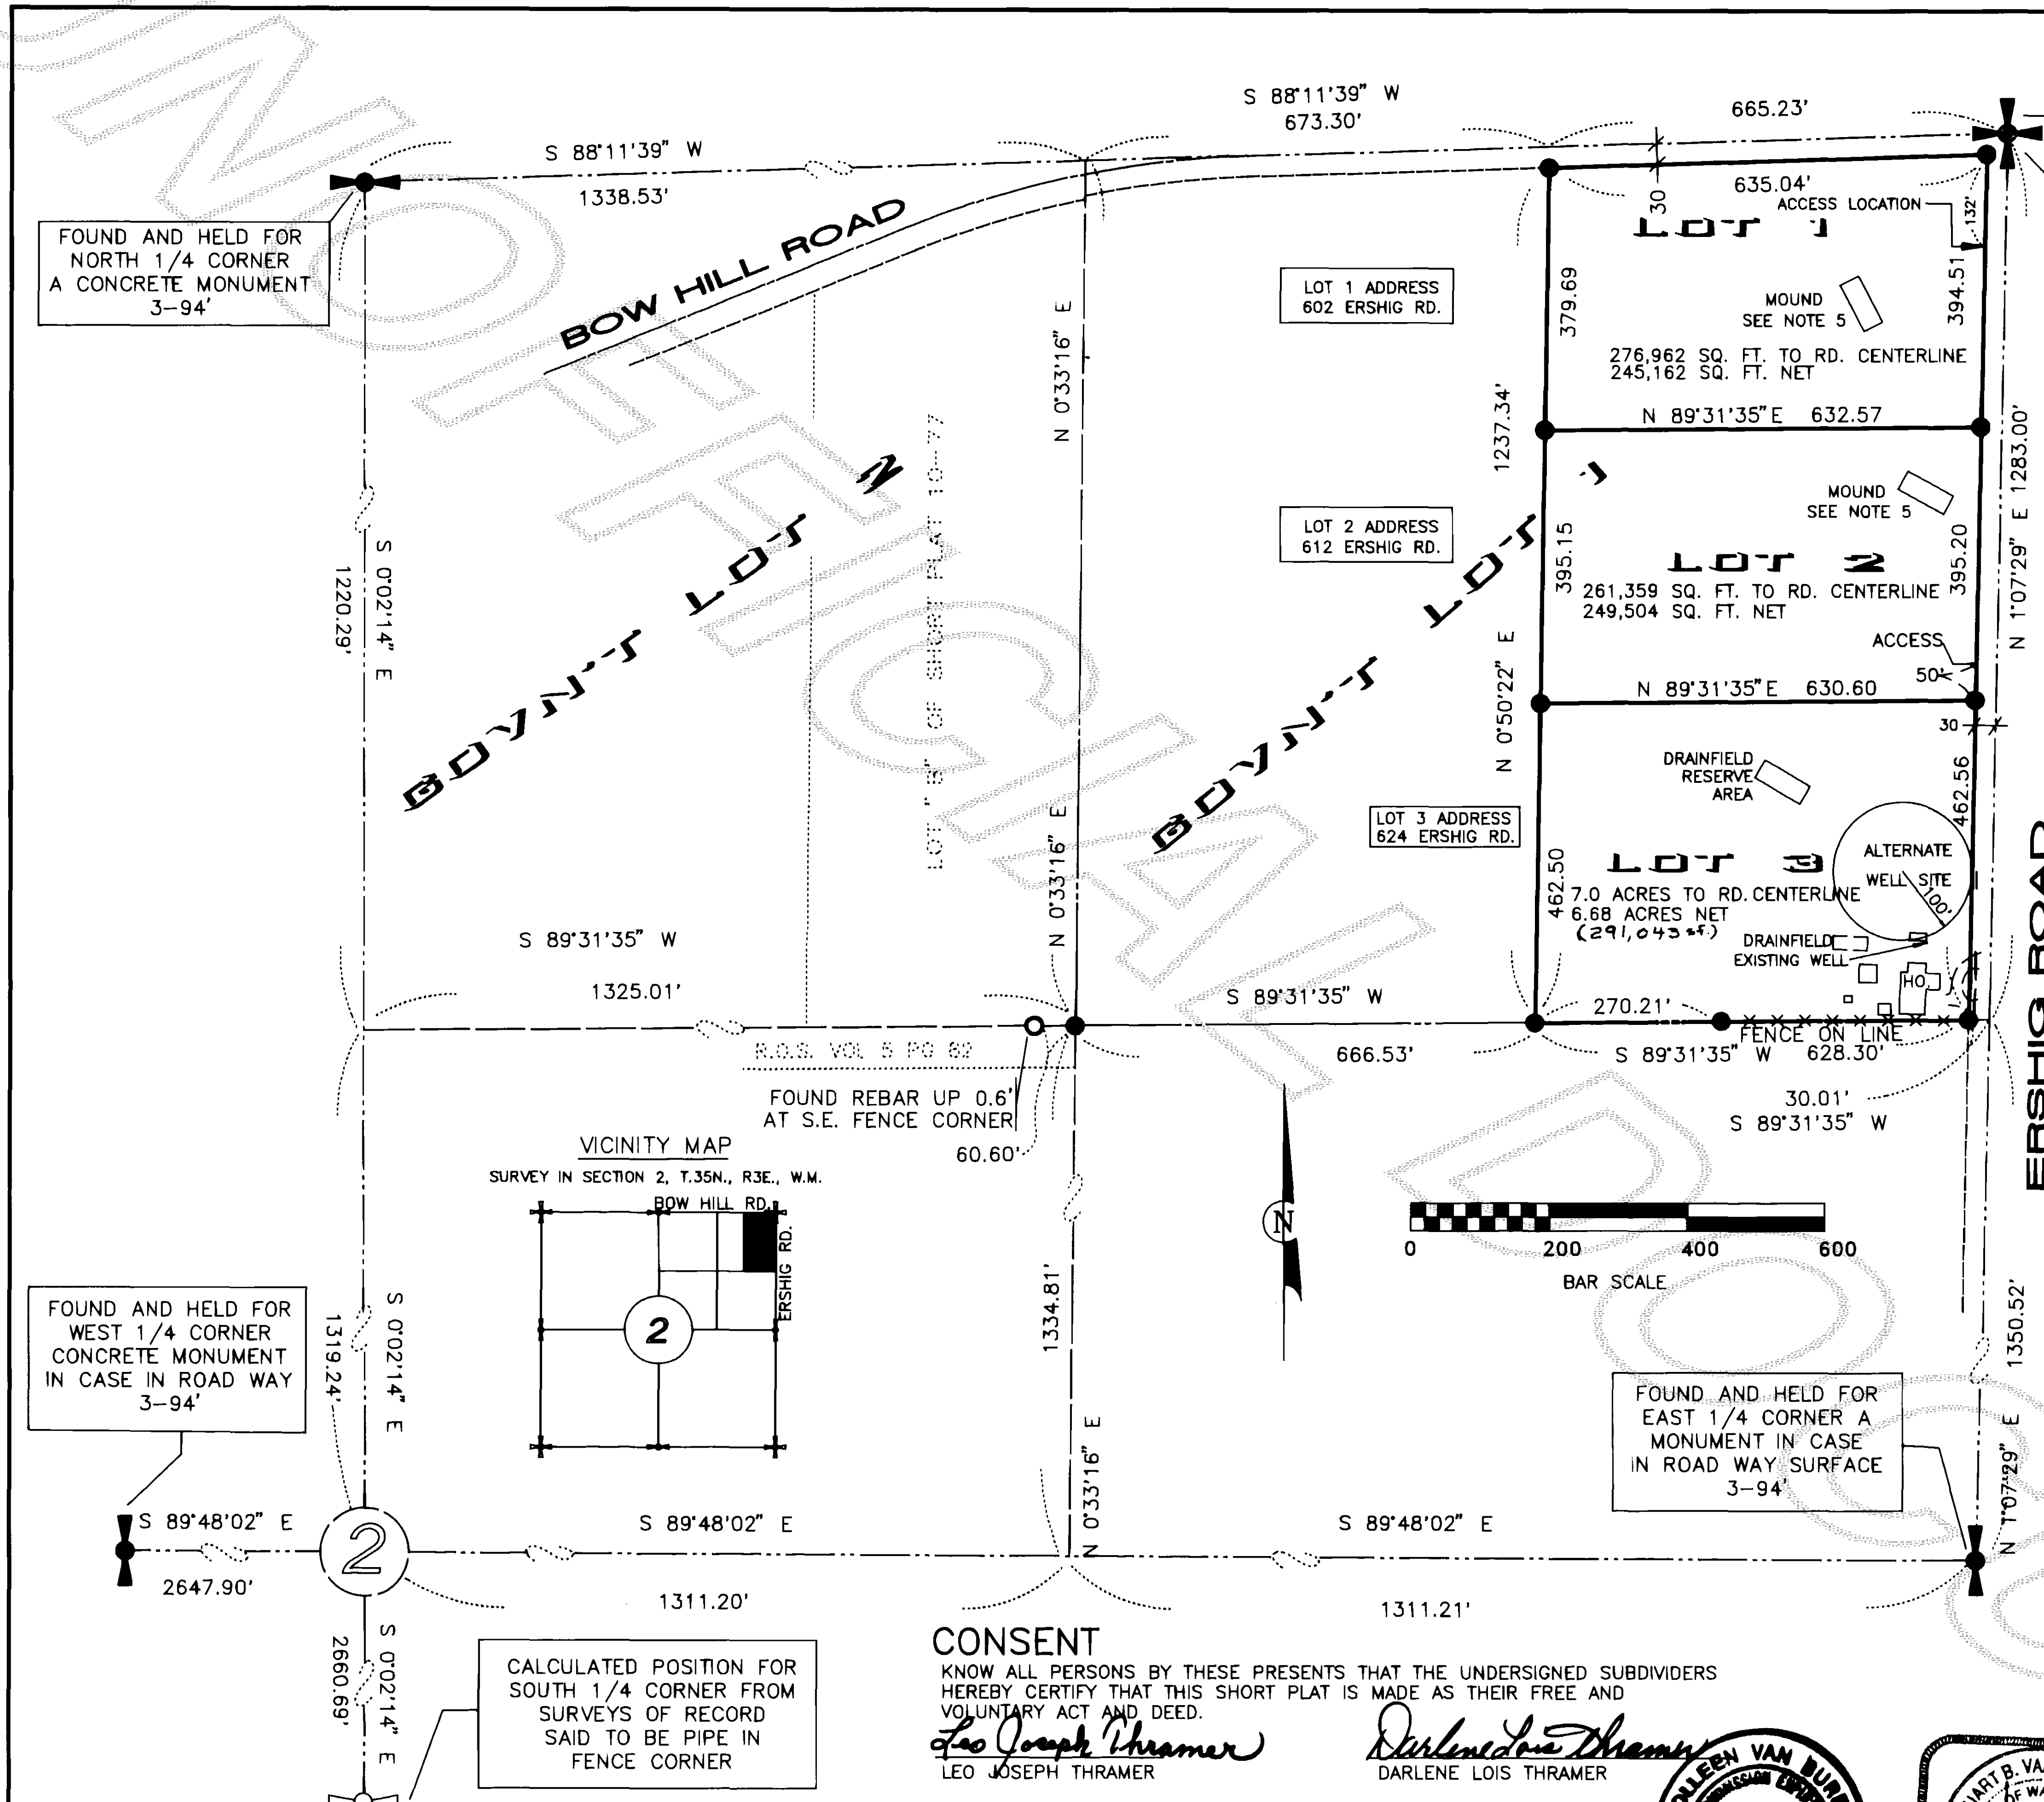 S 88°11'39" W
673.30'
665.23'
S 88°11'39" W
1338.53'
635.04'
30
ACCESS LOCATION
132'
LOT 1
FOUND AND HELD FOR
NORTH 1/4 CORNER
A CONCRETE MONUMENT
3-94'
BOW HILL ROAD
N 0°33'16" E
LOT 1 ADDRESS
602 ERSHIG RD.
379.69
394.51
MOUND
SEE NOTE 5
276,962 SQ. FT. TO RD. CENTERLINE
245,162 SQ. FT. NET
N 89°31'35"E 632.57
1237.34'
N 1°07'29" E 1283.00'
GOV'N'T LOT 2
GOV'N'T LOT 1
LOT 2 ADDRESS
612 ERSHIG RD.
MOUND
SEE NOTE 5
395.15
395.20
LOT 2
261,359 SQ. FT. TO RD. CENTERLINE
249,504 SQ. FT. NET
ACCESS
50'
S 0°02'14" E
1220.29'
N 0°50'22" E
N 89°31'35"E 630.60
30
DRAINFIELD
RESERVE
AREA
462.56
LOT 3 ADDRESS
624 ERSHIG RD.
462.50
LOT 3
ALTERNATE
WELL SITE
100'
7.0 ACRES TO RD. CENTERLINE
6.68 ACRES NET
(291,043 sf.)
DRAINFIELD
EXISTING WELL
HO.
N 0°33'16" E
ERSHIG ROAD
S 89°31'35" W
1325.01'
S 89°31'35" W
666.53'
270.21'
FENCE ON LINE
S 89°31'35" W 628.30'
30.01'
S 89°31'35" W
R.O.S. VOL 5 PG 62
FOUND REBAR UP 0.6'
AT S.E. FENCE CORNER
60.60'
VICINITY MAP
SURVEY IN SECTION 2, T.35N., R3E., W.M.
BOW HILL RD.
ERSHIG RD.
2
N
0 200 400 600
BAR SCALE
1334.81'
1350.52'
FOUND AND HELD FOR
WEST 1/4 CORNER
CONCRETE MONUMENT
IN CASE IN ROAD WAY
3-94'
1319.24'
S 0°02'14" E
N 0°33'16" E
FOUND AND HELD FOR
EAST 1/4 CORNER A
MONUMENT IN CASE
IN ROAD WAY SURFACE
3-94'
N 1°07'29" E
S 89°48'02" E
2647.90'
2
S 89°48'02" E
1311.20'
S 89°48'02" E
1311.21'
2660.69'
S 0°02'14" E
CALCULATED POSITION FOR
SOUTH 1/4 CORNER FROM
SURVEYS OF RECORD
SAID TO BE PIPE IN
FENCE CORNER
CONSENT
KNOW ALL PERSONS BY THESE PRESENTS THAT THE UNDERSIGNED SUBDIVIDERS
HEREBY CERTIFY THAT THIS SHORT PLAT IS MADE AS THEIR FREE AND
VOLUNTARY ACT AND DEED.
Leo Joseph Thramer
Darlene Lois Thramer
LEO JOSEPH THRAMER
DARLENE LOIS THRAMER
UNOFFICIAL DOC